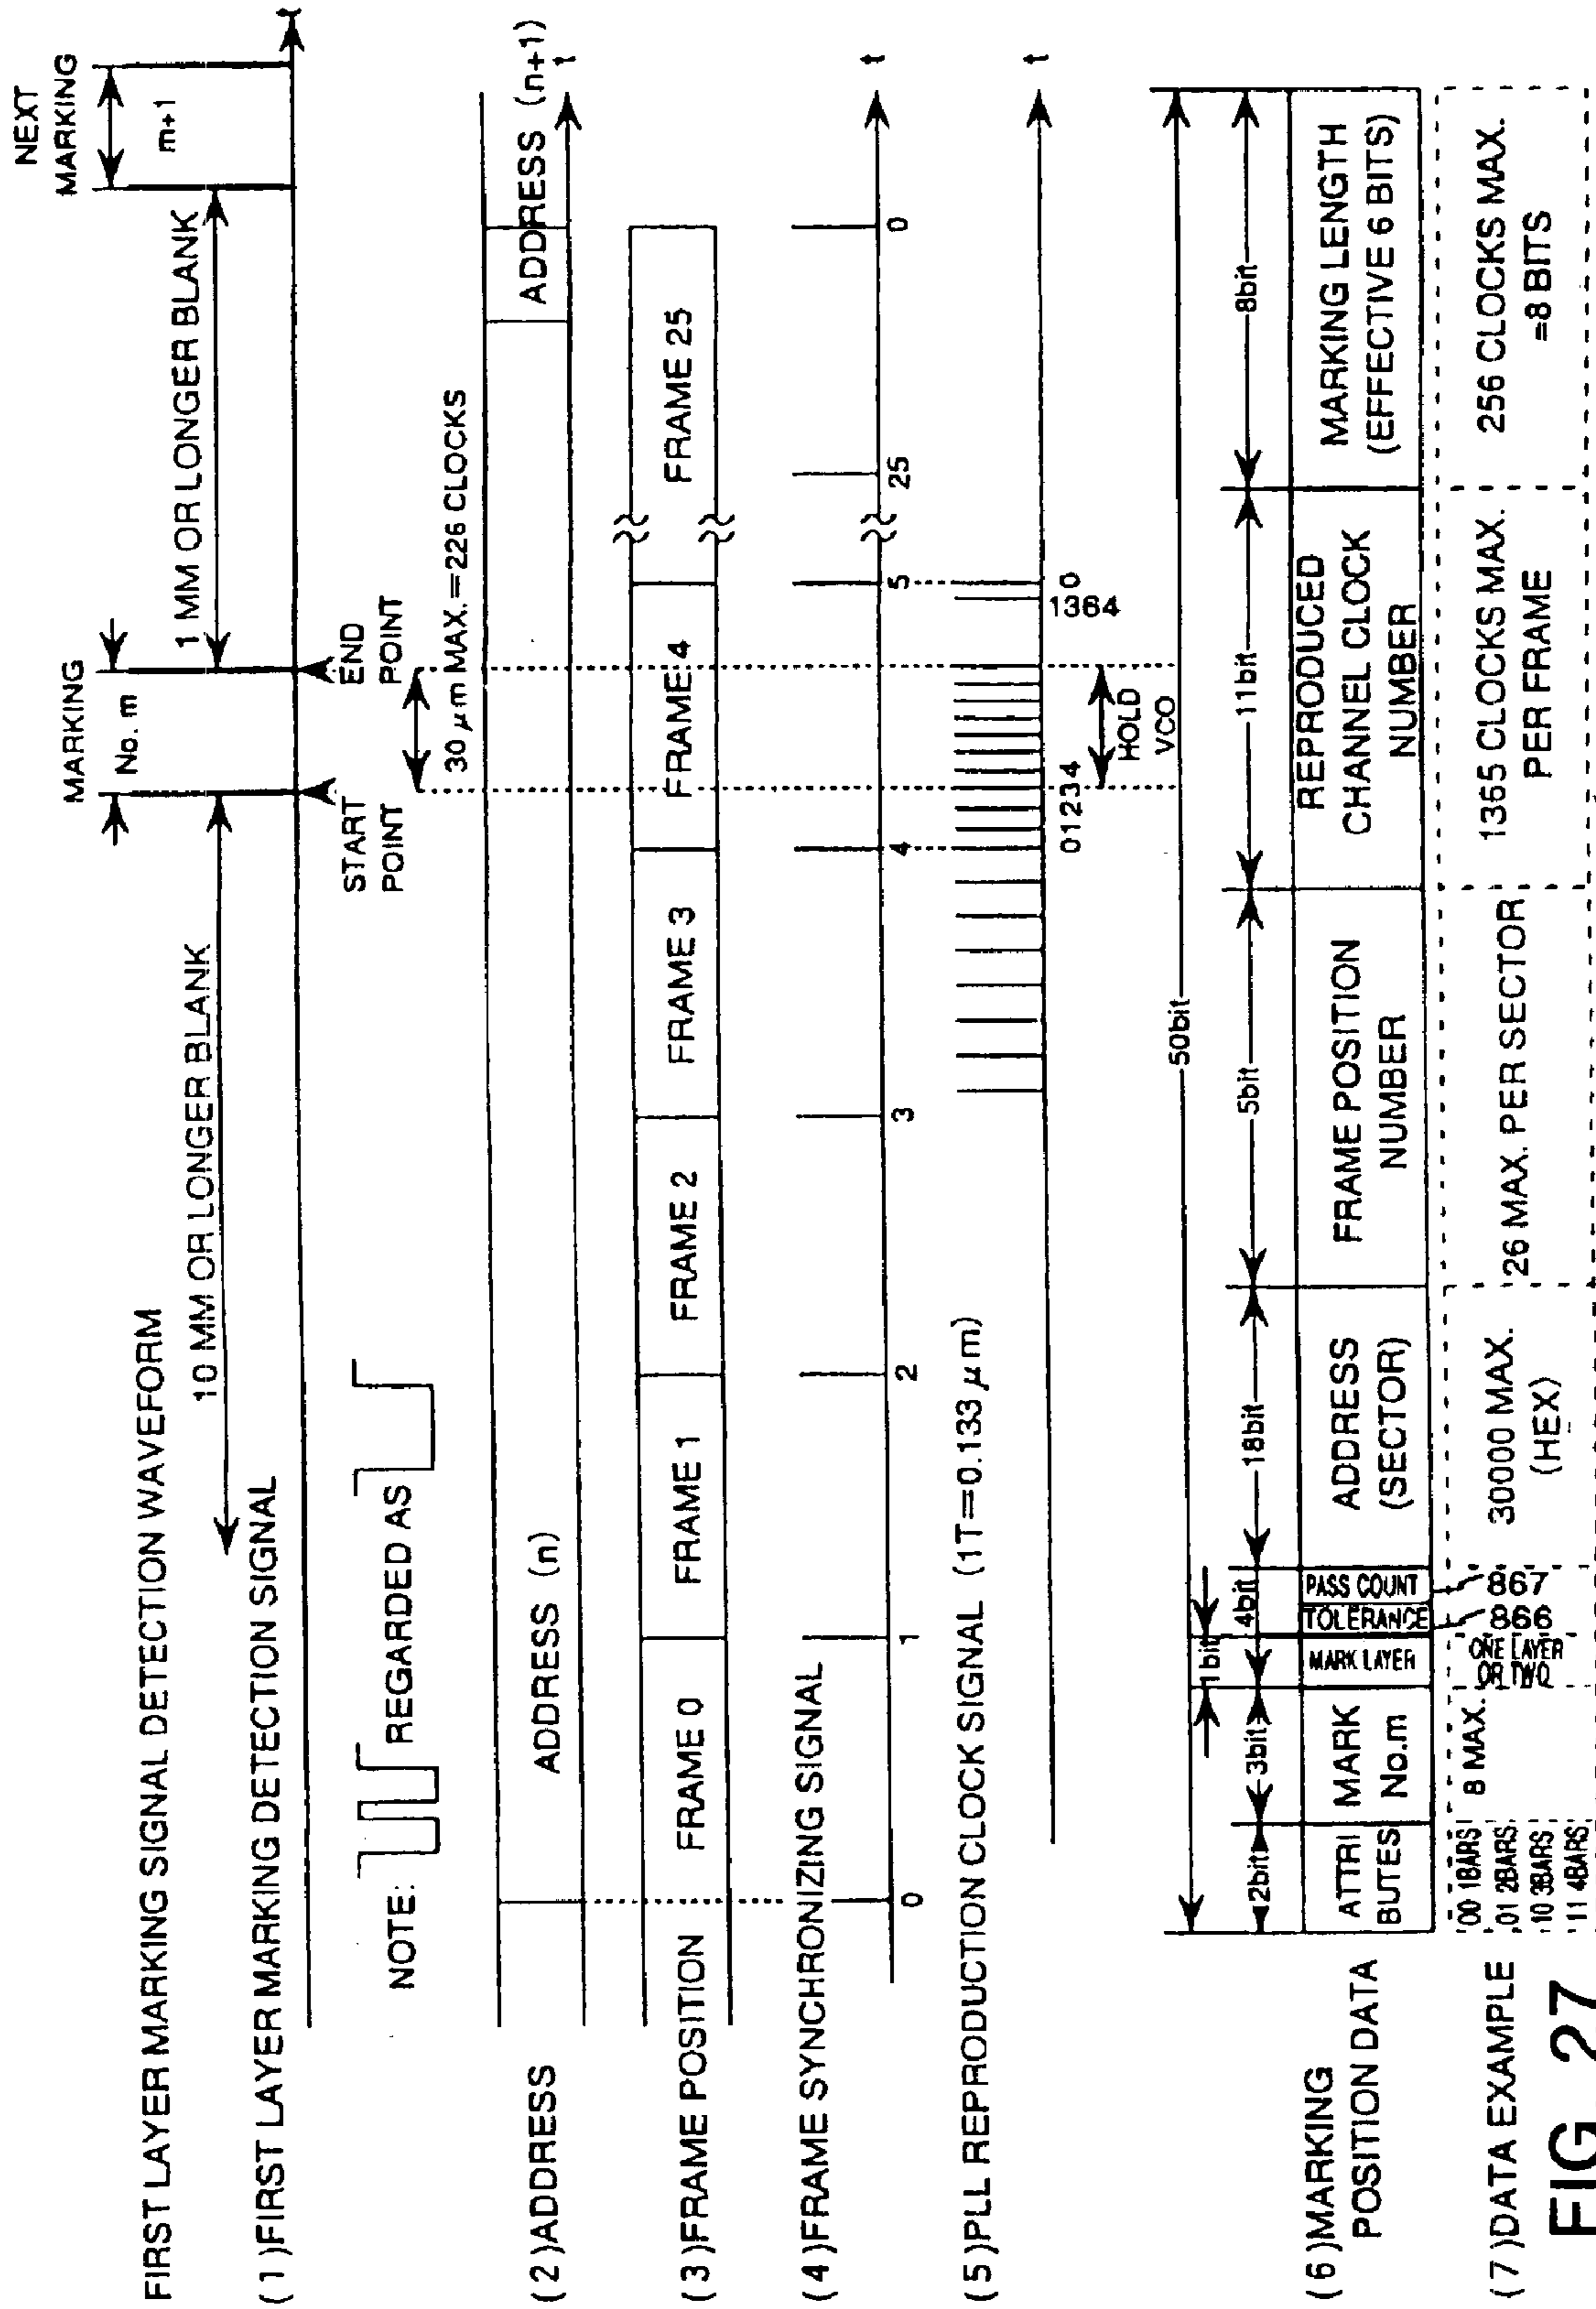 FIRST LAYER MARKING SIGNAL DETECTION WAVEFORM
MARKING
No. m
NEXT
MARKING
m+1
10 MM OR LONGER BLANK
1 MM OR LONGER BLANK
(1)FIRST LAYER MARKING DETECTION SIGNAL
t
START
POINT
END
POINT
NOTE:
REGARDED AS
30 μm MAX.=226 CLOCKS
(2)ADDRESS
ADDRESS (n)
ADDRESS (n+1)
t
(3)FRAME POSITION
FRAME 0
FRAME 1
FRAME 2
FRAME 3
FRAME 4
FRAME 25
(4)FRAME SYNCHRONIZING SIGNAL
0
1
2
3
4
5
25
0
t
(5)PLL REPRODUCTION CLOCK SIGNAL (1T=0.133 μm)
01234
1364
0
t
HOLD
VCO
50bit
1bit
2bit
3bit
4bit
18bit
5bit
11bit
8bit
(6)MARKING
POSITION DATA
ATTRI
BUTES
MARK
No.m
MARK LAYER
TOLERANCE
PASS COUNT
ADDRESS
(SECTOR)
FRAME POSITION
NUMBER
REPRODUCED
CHANNEL CLOCK
NUMBER
MARKING LENGTH
(EFFECTIVE 6 BITS)
(7)DATA EXAMPLE
00 1BARS
01 2BARS
10 3BARS
11 4BARS
8 MAX.
ONE LAYER
OR TWO
866
867
30000 MAX.
(HEX)
26 MAX. PER SECTOR
1365 CLOCKS MAX.
PER FRAME
256 CLOCKS MAX.
=8 BITS
FIG. 27